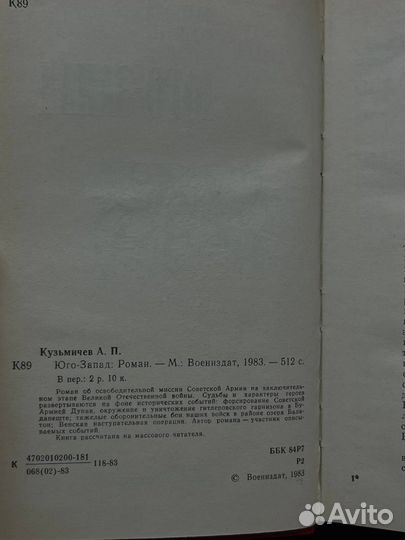 К89
Кузьмичев А. П.
К89 Юго-Запад: Роман. — М.: Воениздат, 1983. — 512 с.
В пер.: 2 р. 10 к.
Роман об освободительной миссии Советской Армии на заключитель-
ном этапе Великой Отечественной войны. Судьбы и характеры героев
развертываются на фоне исторических событий: форсирование Советской
Армией Дуная, окружение и уничтожение гитлеровского гарнизона в Бу-
дапеште; тяжелые оборонительные бои наших войск в районе озера Бала-
тон; Венская наступательная операция. Автор романа — участник описы-
ваемых событий.
Книга рассчитана на массового читателя.
К 4702010200-181 118-83
068(02)-83
ББК 84Р7
Р2
© Воениздат, 1983
1*
Avito